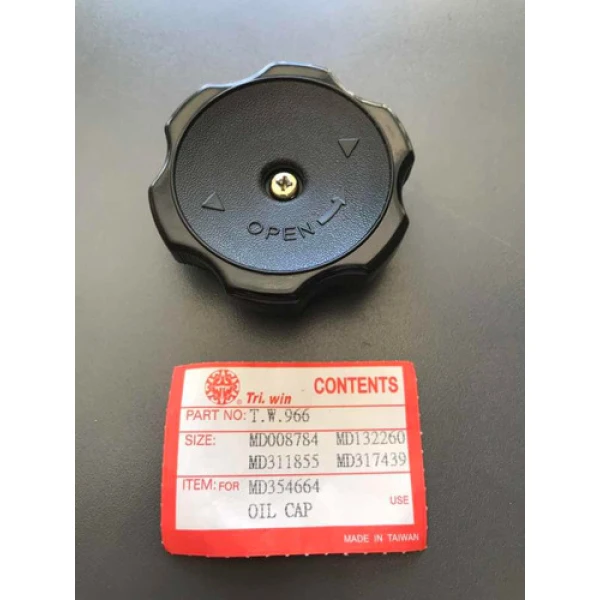 OPEN
® Tri. win CONTENTS
PART NO: T.W.966
SIZE: MD008784 MD132260
MD311855 MD317439
ITEM: FOR MD354664
OIL CAP USE
MADE IN TAIWAN